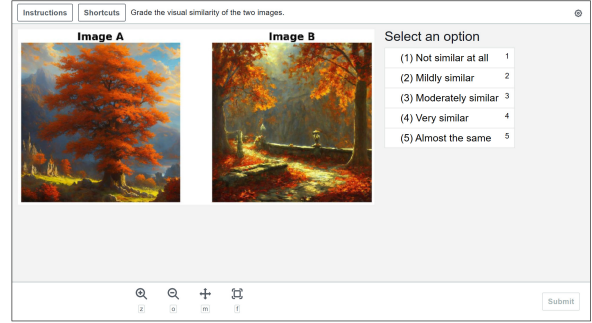 Instructions
Shortcuts
Grade the visual similarity of the two images.
Image A
Image B
Select an option
(1) Not similar at all 1
(2) Mildly similar 2
(3) Moderately similar 3
(4) Very similar 4
(5) Almost the same 5
z
o
m
f
Submit